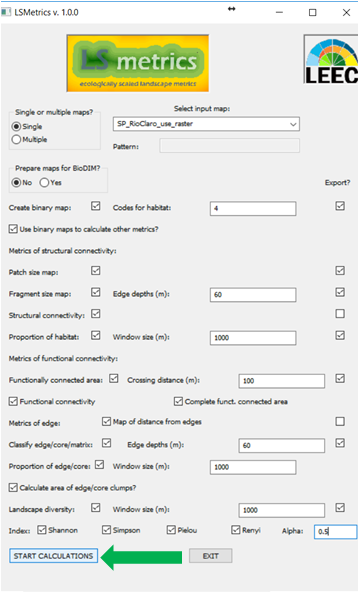 LSMetrics v. 1.0.0
LS metrics
ecologically scaled landscape metrics
LEEC
Single or multiple maps?
Select input map:
Single
SP_RioClaro_use_raster
Multiple
Pattern:
Prepare maps for BioDIM?
No Yes
Export?
Create binary map: Codes for habitat: 4
Use binary maps to calculate other metrics?
Metrics of structural connectivity:
Patch size map:
Fragment size map: Edge depths (m): 60
Structural connectivity:
Proportion of habitat: Window size (m): 1000
Metrics of functional connectivity:
Functionally connected area: Crossing distance (m): 100
Functional connectivity Complete funct. connected area
Metrics of edge: Map of distance from edges
Classify edge/core/matrix: Edge depths (m): 60
Proportion of edge/core: Window size (m): 1000
Calculate area of edge/core clumps?
Landscape diversity: Window size (m): 1000
Index: Shannon Simpson Pielou Renyi Alpha: 0.5
START CALCULATIONS EXIT